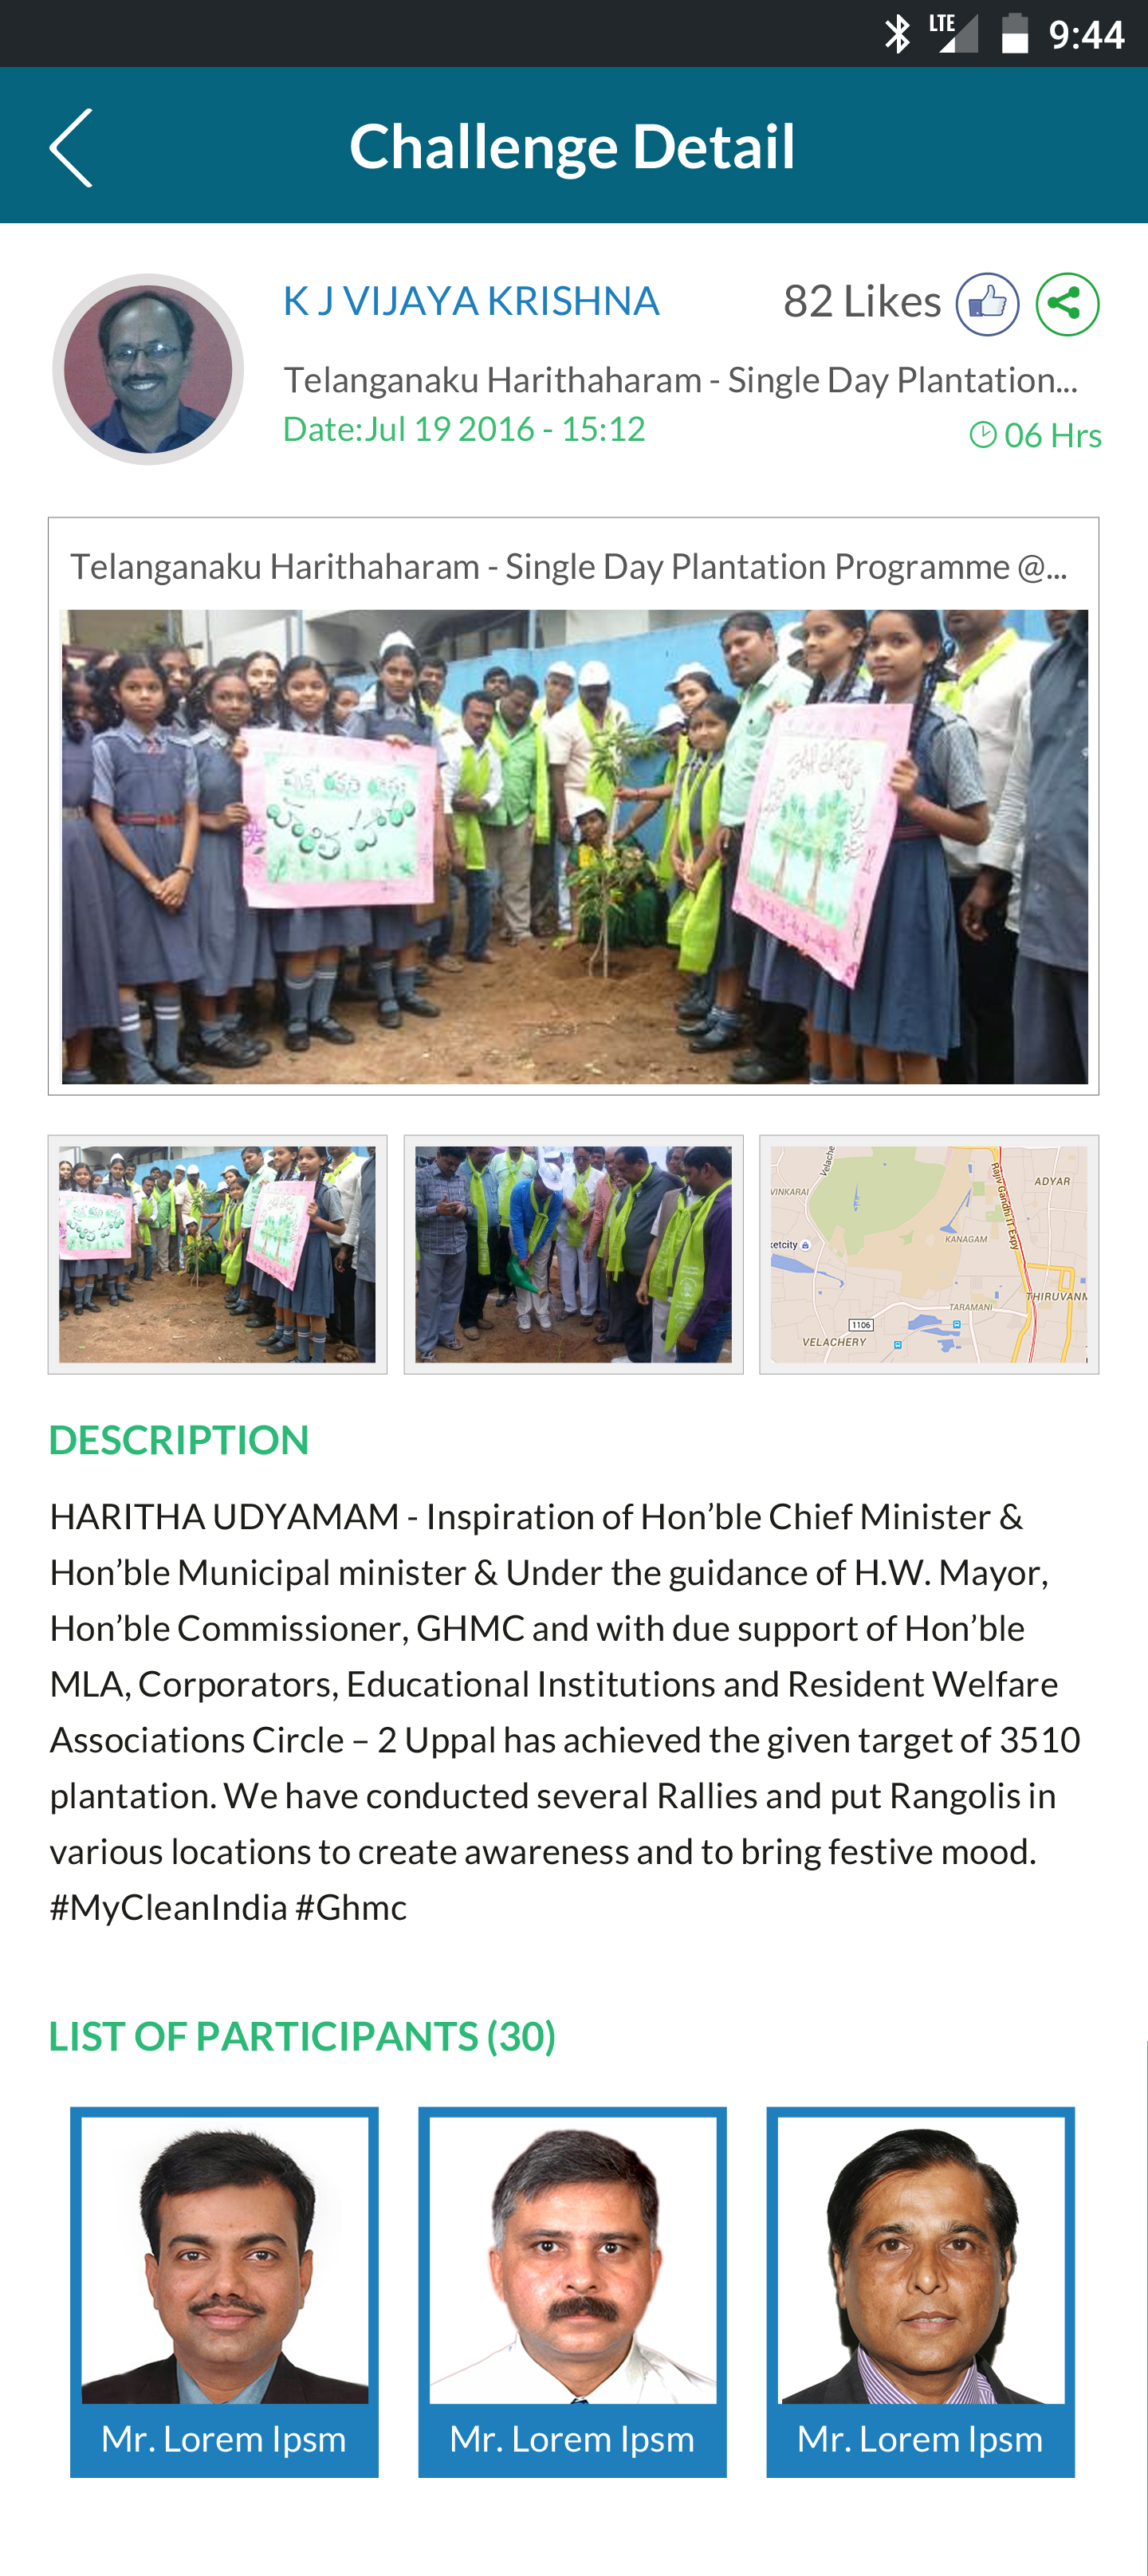 LTE 9:44
Challenge Detail
K J VIJAYA KRISHNA
82 Likes
Telanganaku Harithaharam - Single Day Plantation...
Date:Jul 19 2016 - 15:12
06 Hrs
Telanganaku Harithaharam - Single Day Plantation Programme @...
Velache
VINKARAI
Rajiv Gandhi IT Expy
ADYAR
ketcity
KANAGAM
THIRUVANM
TARAMANI
1106
VELACHERY
DESCRIPTION
HARITHA UDYAMAM - Inspiration of Hon’ble Chief Minister &
Hon’ble Municipal minister & Under the guidance of H.W. Mayor,
Hon’ble Commissioner, GHMC and with due support of Hon’ble
MLA, Corporators, Educational Institutions and Resident Welfare
Associations Circle – 2 Uppal has achieved the given target of 3510
plantation. We have conducted several Rallies and put Rangolis in
various locations to create awareness and to bring festive mood.
#MyCleanIndia #Ghmc
LIST OF PARTICIPANTS (30)
Mr. Lorem Ipsm
Mr. Lorem Ipsm
Mr. Lorem Ipsm